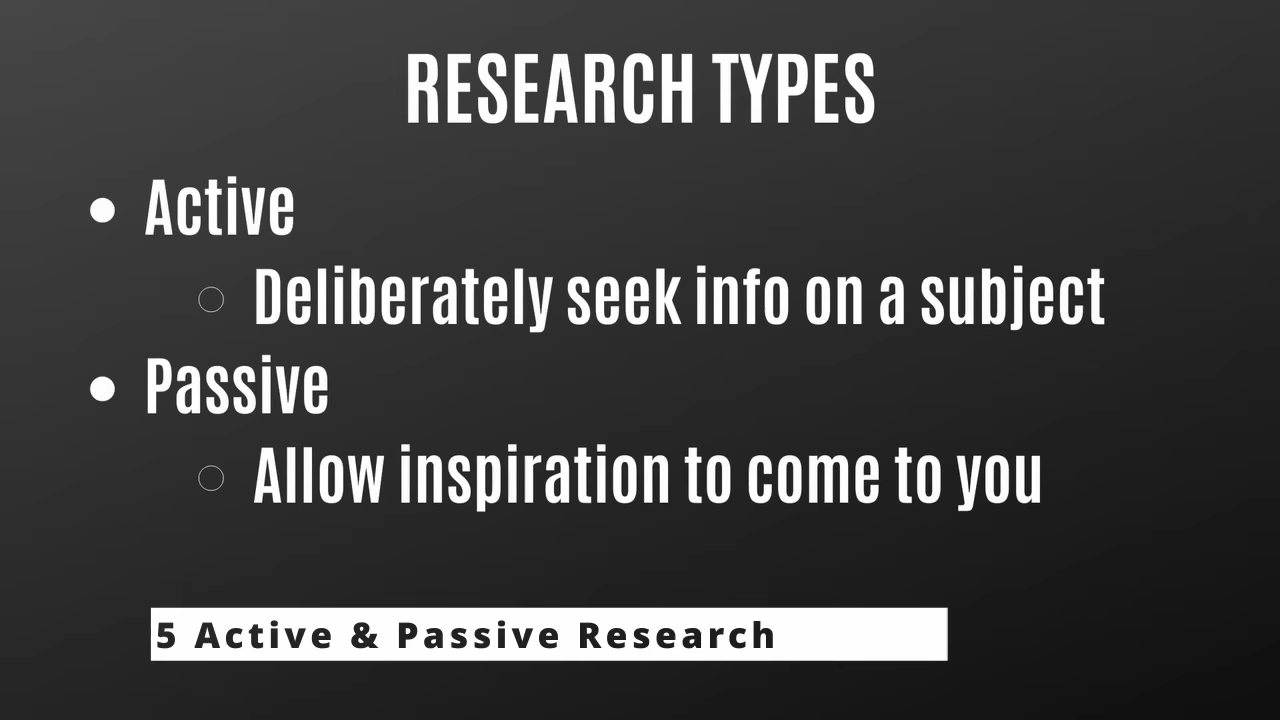 RESEARCH TYPES
Active
Deliberately seek info on a subject
Passive
Allow inspiration to come to you
5 Active & Passive Research